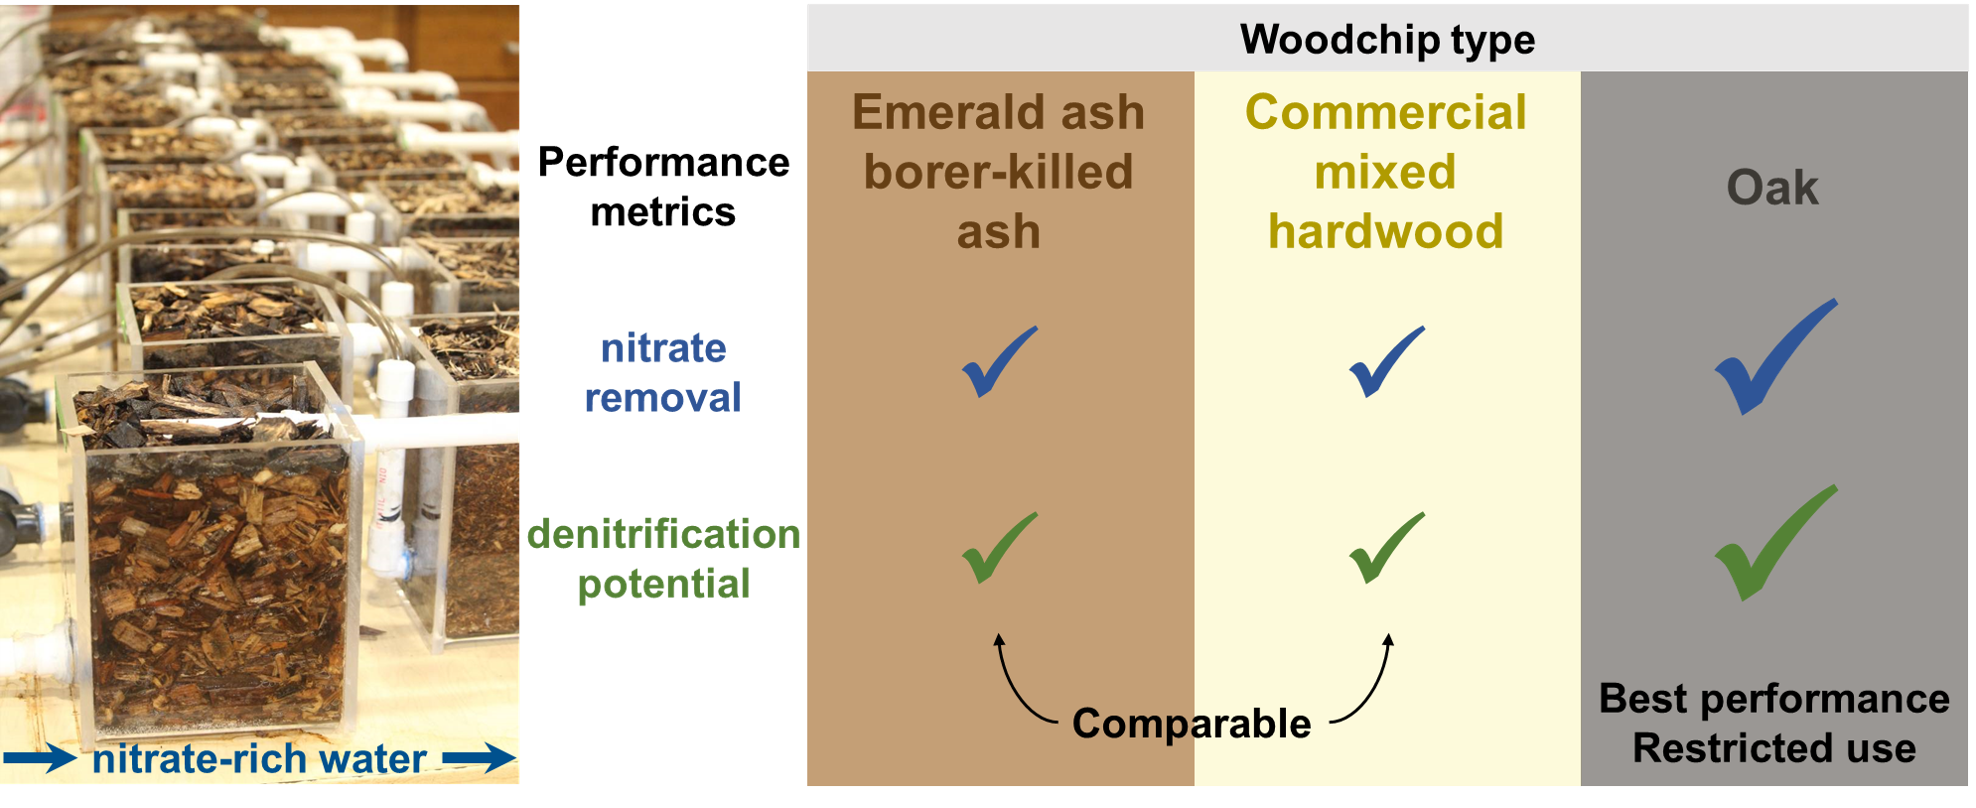 Woodchip type
Performance
metrics
Emerald ash
borer-killed
ash
Commercial
mixed
hardwood
Oak
nitrate
removal
denitrification
potential
Comparable
Best performance
Restricted use
nitrate-rich water